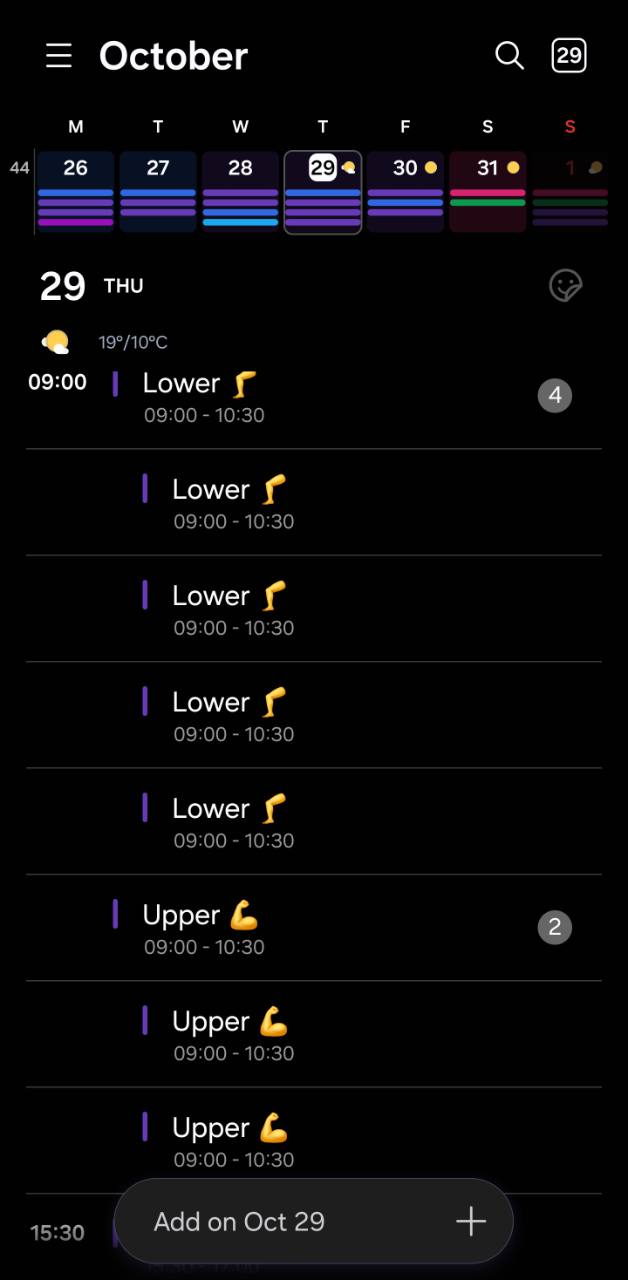 October
29
M T W T F S S
44 26 27 28 29 30 31 1
29 THU
19°/10°C
09:00 Lower 🦵 4
09:00 - 10:30
Lower 🦵
09:00 - 10:30
Lower 🦵
09:00 - 10:30
Lower 🦵
09:00 - 10:30
Lower 🦵
09:00 - 10:30
Upper 💪 2
09:00 - 10:30
Upper 💪
09:00 - 10:30
Upper 💪
09:00 - 10:30
15:30
Add on Oct 29